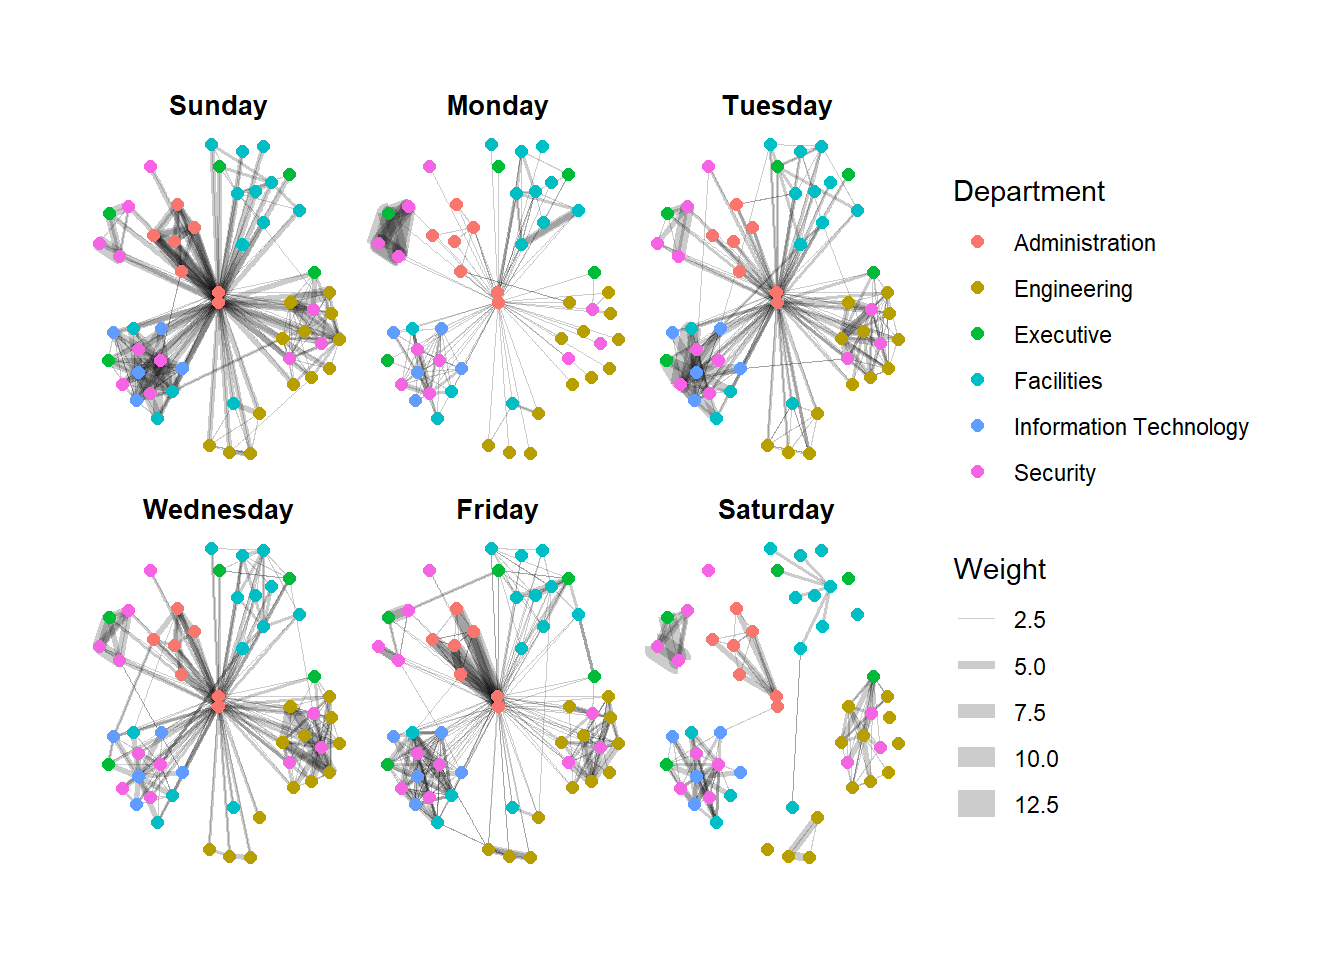 Sunday
Monday
Tuesday
Wednesday
Friday
Saturday
Department
Administration
Engineering
Executive
Facilities
Information Technology
Security
Weight
2.5
5.0
7.5
10.0
12.5